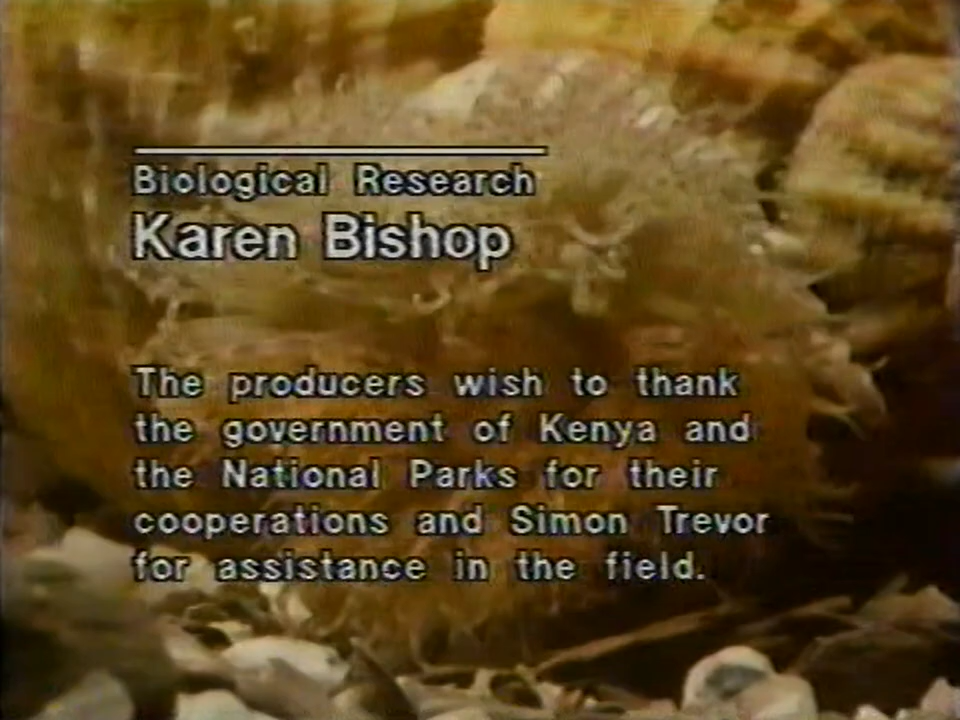 Biological Research
Karen Bishop
The producers wish to thank
the government of Kenya and
the National Parks for their
cooperations and Simon Trevor
for assistance in the field.